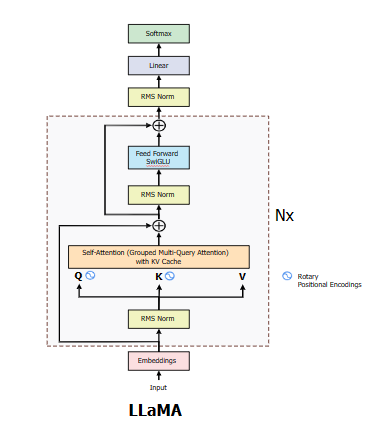 Softmax
Linear
RMS Norm
Feed Forward
SwiGLU
RMS Norm
Nx
Self-Attention (Grouped Multi-Query Attention)
with KV Cache
Q K V
Rotary
Positional Encodings
RMS Norm
Embeddings
Input
LLaMA